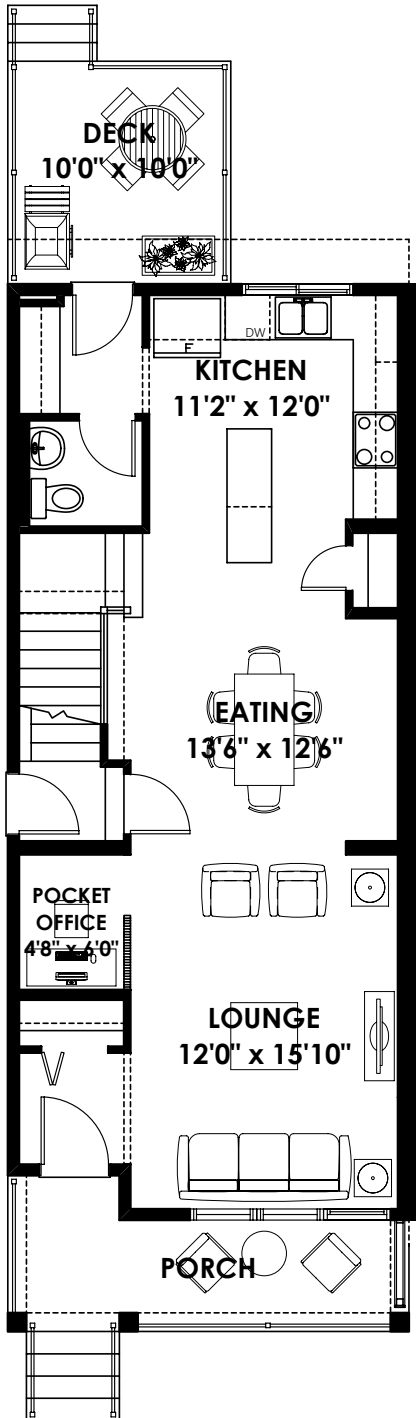 DECK
10'0" x 10'0"
F
DW
KITCHEN
11'2" x 12'0"
EATING
13'6" x 12'6"
POCKET
OFFICE
4'8" x 6'0"
LOUNGE
12'0" x 15'10"
PORCH